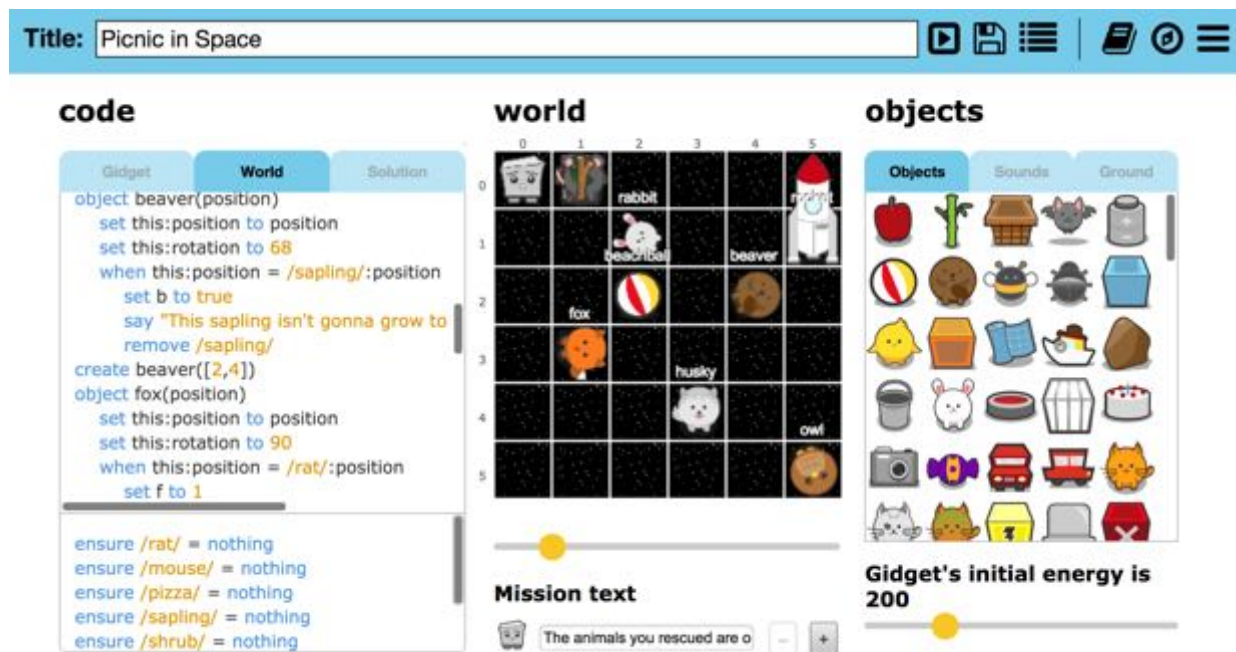 Title: Picnic in Space
code
Gidget World Solution
object beaver(position)
set this:position to position
set this:rotation to 68
when this:position = /sapling/:position
set b to true
say "This sapling isn't gonna grow to
remove /sapling/
create beaver([2,4])
object fox(position)
set this:position to position
set this:rotation to 90
when this:position = /rat/:position
set f to 1
ensure /rat/ = nothing
ensure /mouse/ = nothing
ensure /pizza/ = nothing
ensure /sapling/ = nothing
ensure /shrub/ = nothing
world
0 1 2 3 4 5
0
rabbit
1
beachball beaver
2
fox
3
husky
4
owl
5
Mission text
The animals you rescued are o
- +
objects
Objects Sounds Ground
Gidget's initial energy is
200